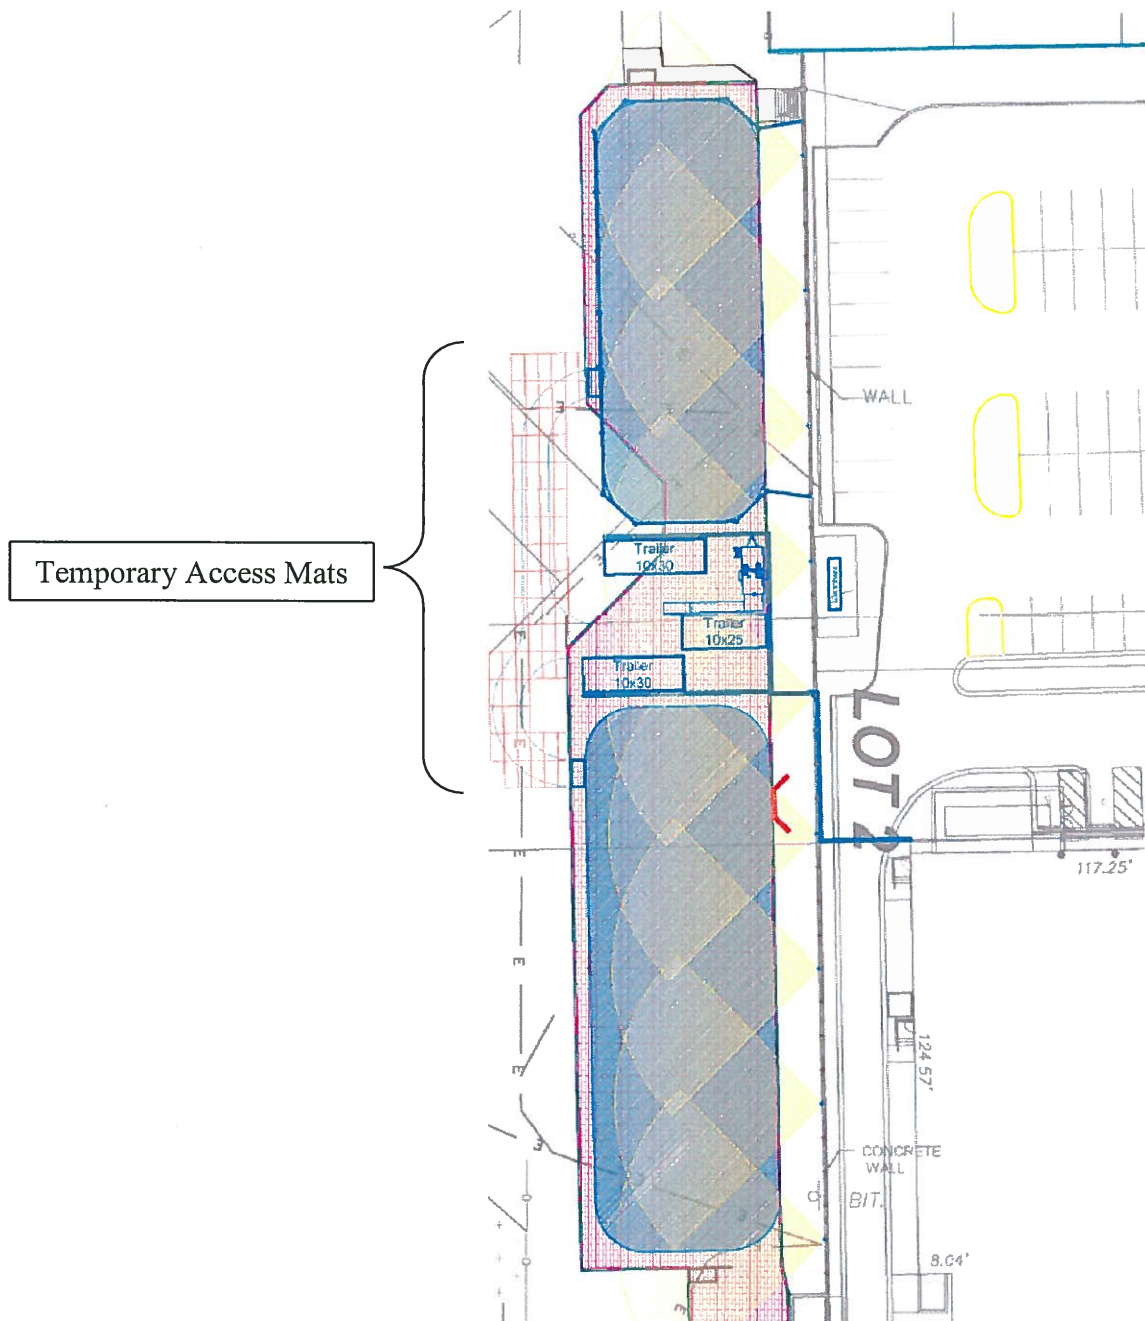 WALL
Temporary Access Mats
E
Trailer
10x30
E
Trailer
10x25
E
Trailer
10x30
LOT 2
E
E
117.25'
E
E
124.57'
E
CONCRETE
WALL
BIT.
8.04'
E